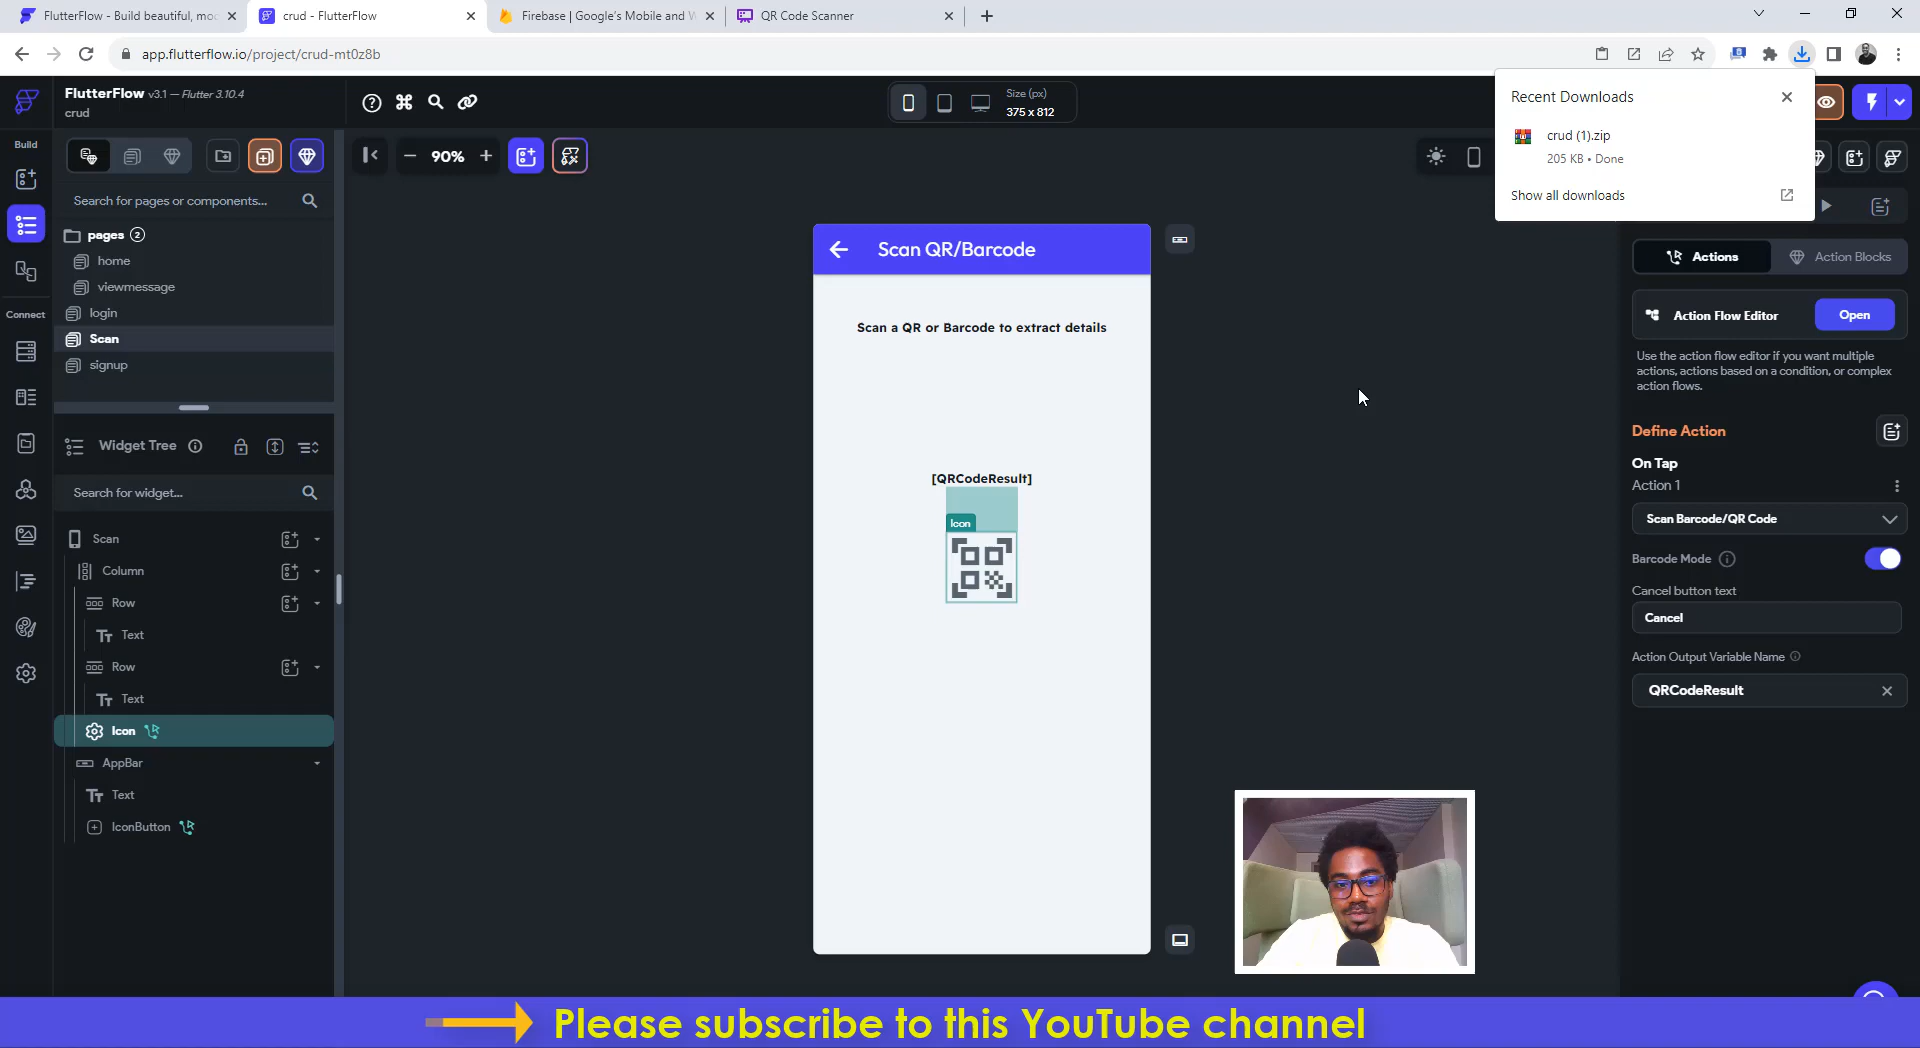 FlutterFlow - Build beautiful, mo
crud - FlutterFlow
Firebase | Google's Mobile and W
QR Code Scanner
app.flutterflow.io/project/crud-mt0z8b
FlutterFlow v3.1 — Flutter 3.10.4
crud
Size (px)
375 x 812
Recent Downloads
crud (1).zip
205 KB • Done
Show all downloads
Build
90%
Search for pages or components...
pages 2
home
viewmessage
Connect
login
Scan
signup
Widget Tree
Search for widget...
Scan
Column
Row
Text
Row
Text
Icon
AppBar
Text
IconButton
Scan QR/Barcode
Scan a QR or Barcode to extract details
[QRCodeResult]
Icon
Actions
Action Blocks
Action Flow Editor
Open
Use the action flow editor if you want multiple
actions, actions based on a condition, or complex
action flows.
Define Action
On Tap
Action 1
Scan Barcode/QR Code
Barcode Mode
Cancel button text
Cancel
Action Output Variable Name
QRCodeResult
Please subscribe to this YouTube channel